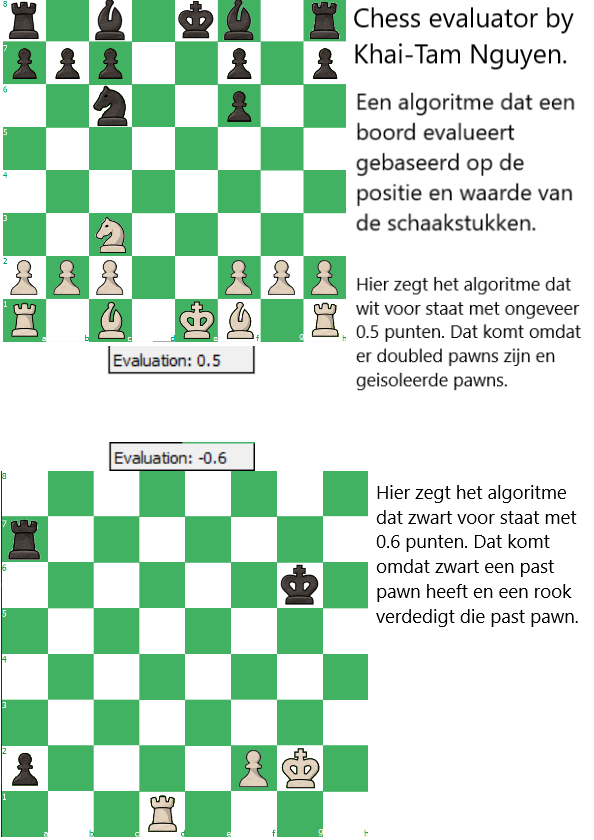 Chess evaluator by
Khai-Tam Nguyen.
Een algoritme dat een
boord evalueert
gebaseerd op de
positie en waarde van
de schaakstukken.
8
7
6
5
4
3
2
1
a b c d e f g h
Hier zegt het algoritme dat
wit voor staat met ongeveer
0.5 punten. Dat komt omdat
er doubled pawns zijn en
geisoleerde pawns.
Evaluation: 0.5
Evaluation: -0.6
8
7
6
5
4
3
2
1
a b c d e f g h
Hier zegt het algoritme
dat zwart voor staat met
0.6 punten. Dat komt
omdat zwart een past
pawn heeft en een rook
verdedigt die past pawn.